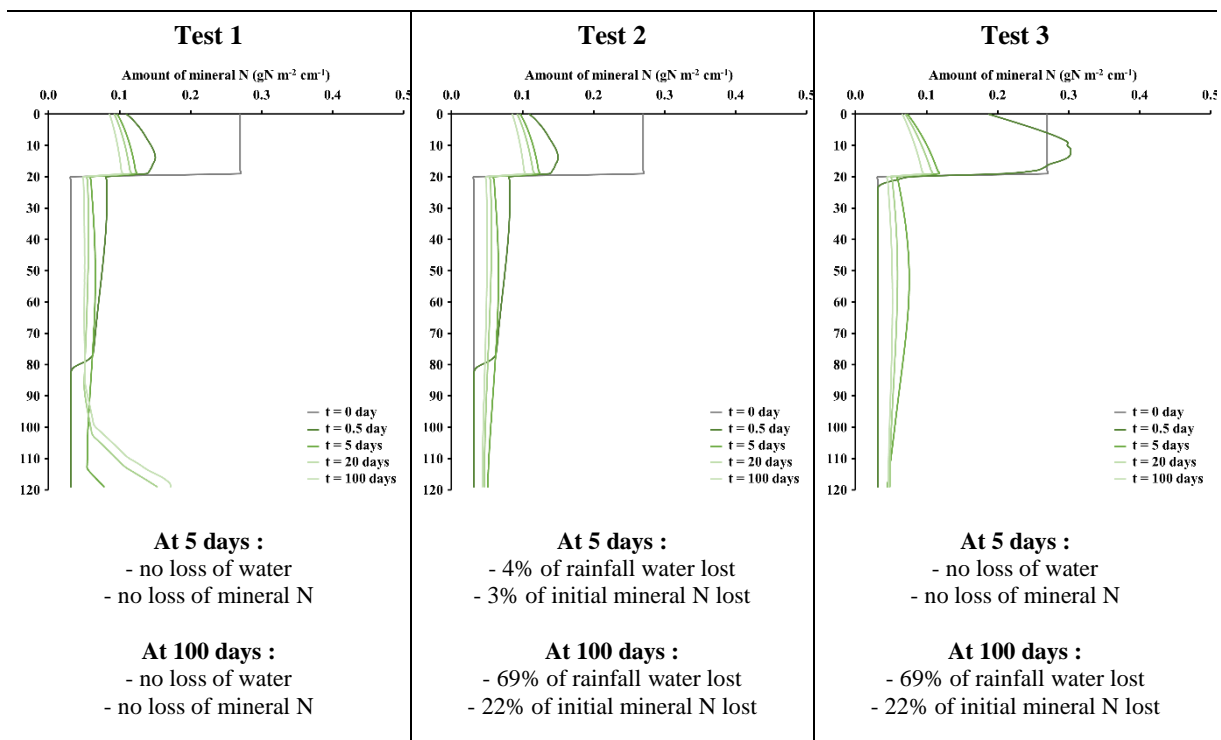 Test 1
Amount of mineral N (gN m-2 cm-1)
0.0 0.1 0.2 0.3 0.4 0.5
0
10
20
30
40
50
60
70
80
90
100
110
120
t = 0 day
t = 0.5 day
t = 5 days
t = 20 days
t = 100 days
At 5 days :
- no loss of water
- no loss of mineral N
At 100 days :
- no loss of water
- no loss of mineral N
Test 2
Amount of mineral N (gN m-2 cm-1)
0.0 0.1 0.2 0.3 0.4 0.5
0
10
20
30
40
50
60
70
80
90
100
110
120
t = 0 day
t = 0.5 day
t = 5 days
t = 20 days
t = 100 days
At 5 days :
- 4% of rainfall water lost
- 3% of initial mineral N lost
At 100 days :
- 69% of rainfall water lost
- 22% of initial mineral N lost
Test 3
Amount of mineral N (gN m-2 cm-1)
0.0 0.1 0.2 0.3 0.4 0.5
0
10
20
30
40
50
60
70
80
90
100
110
120
t = 0 day
t = 0.5 day
t = 5 days
t = 20 days
t = 100 days
At 5 days :
- no loss of water
- no loss of mineral N
At 100 days :
- 69% of rainfall water lost
- 22% of initial mineral N lost